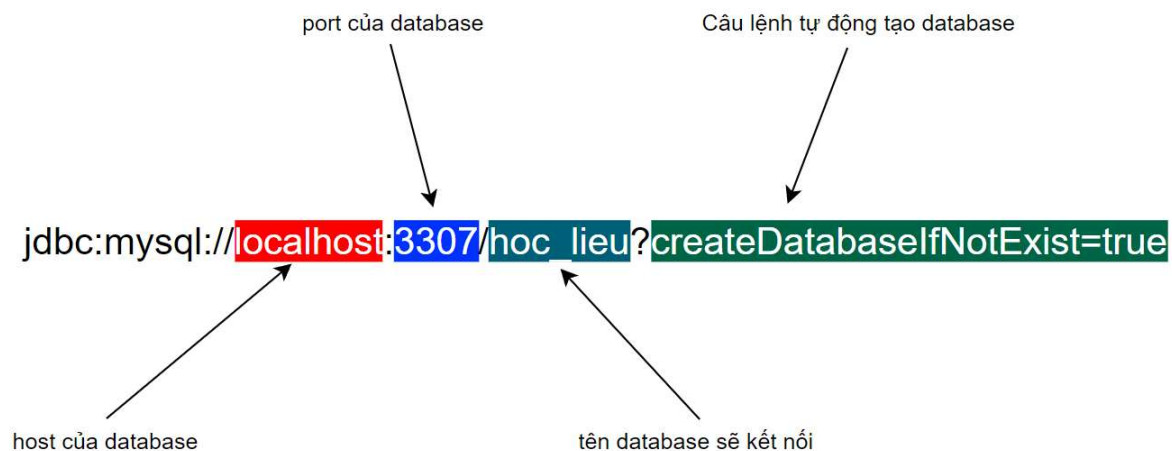 port của database
Câu lệnh tự động tạo database
jdbc:mysql://localhost:3307/hoc_lieu?createDatabaseIfNotExist=true
host của database
tên database sẽ kết nối